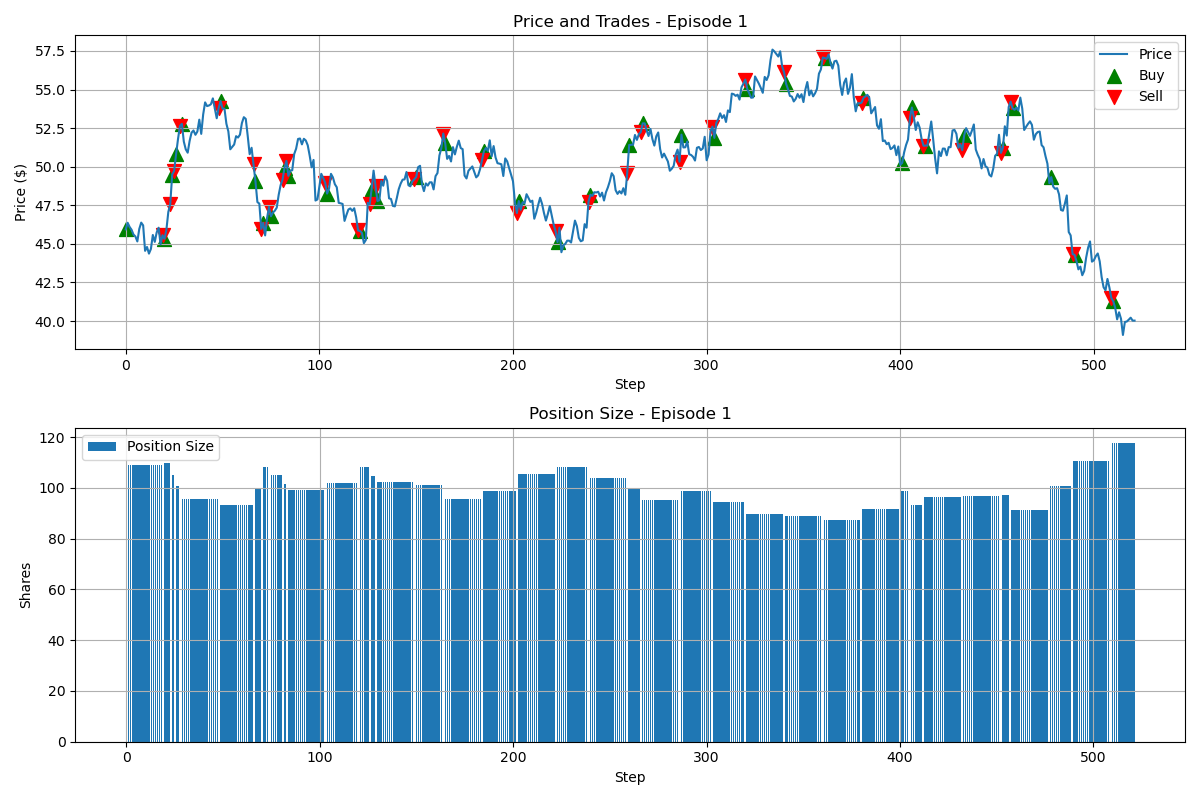 Price and Trades - Episode 1
Price ($)
57.5
55.0
52.5
50.0
47.5
45.0
42.5
40.0
Price
Buy
Sell
0 100 200 300 400 500
Step
Position Size - Episode 1
Shares
120
100
80
60
40
20
0
Position Size
0 100 200 300 400 500
Step